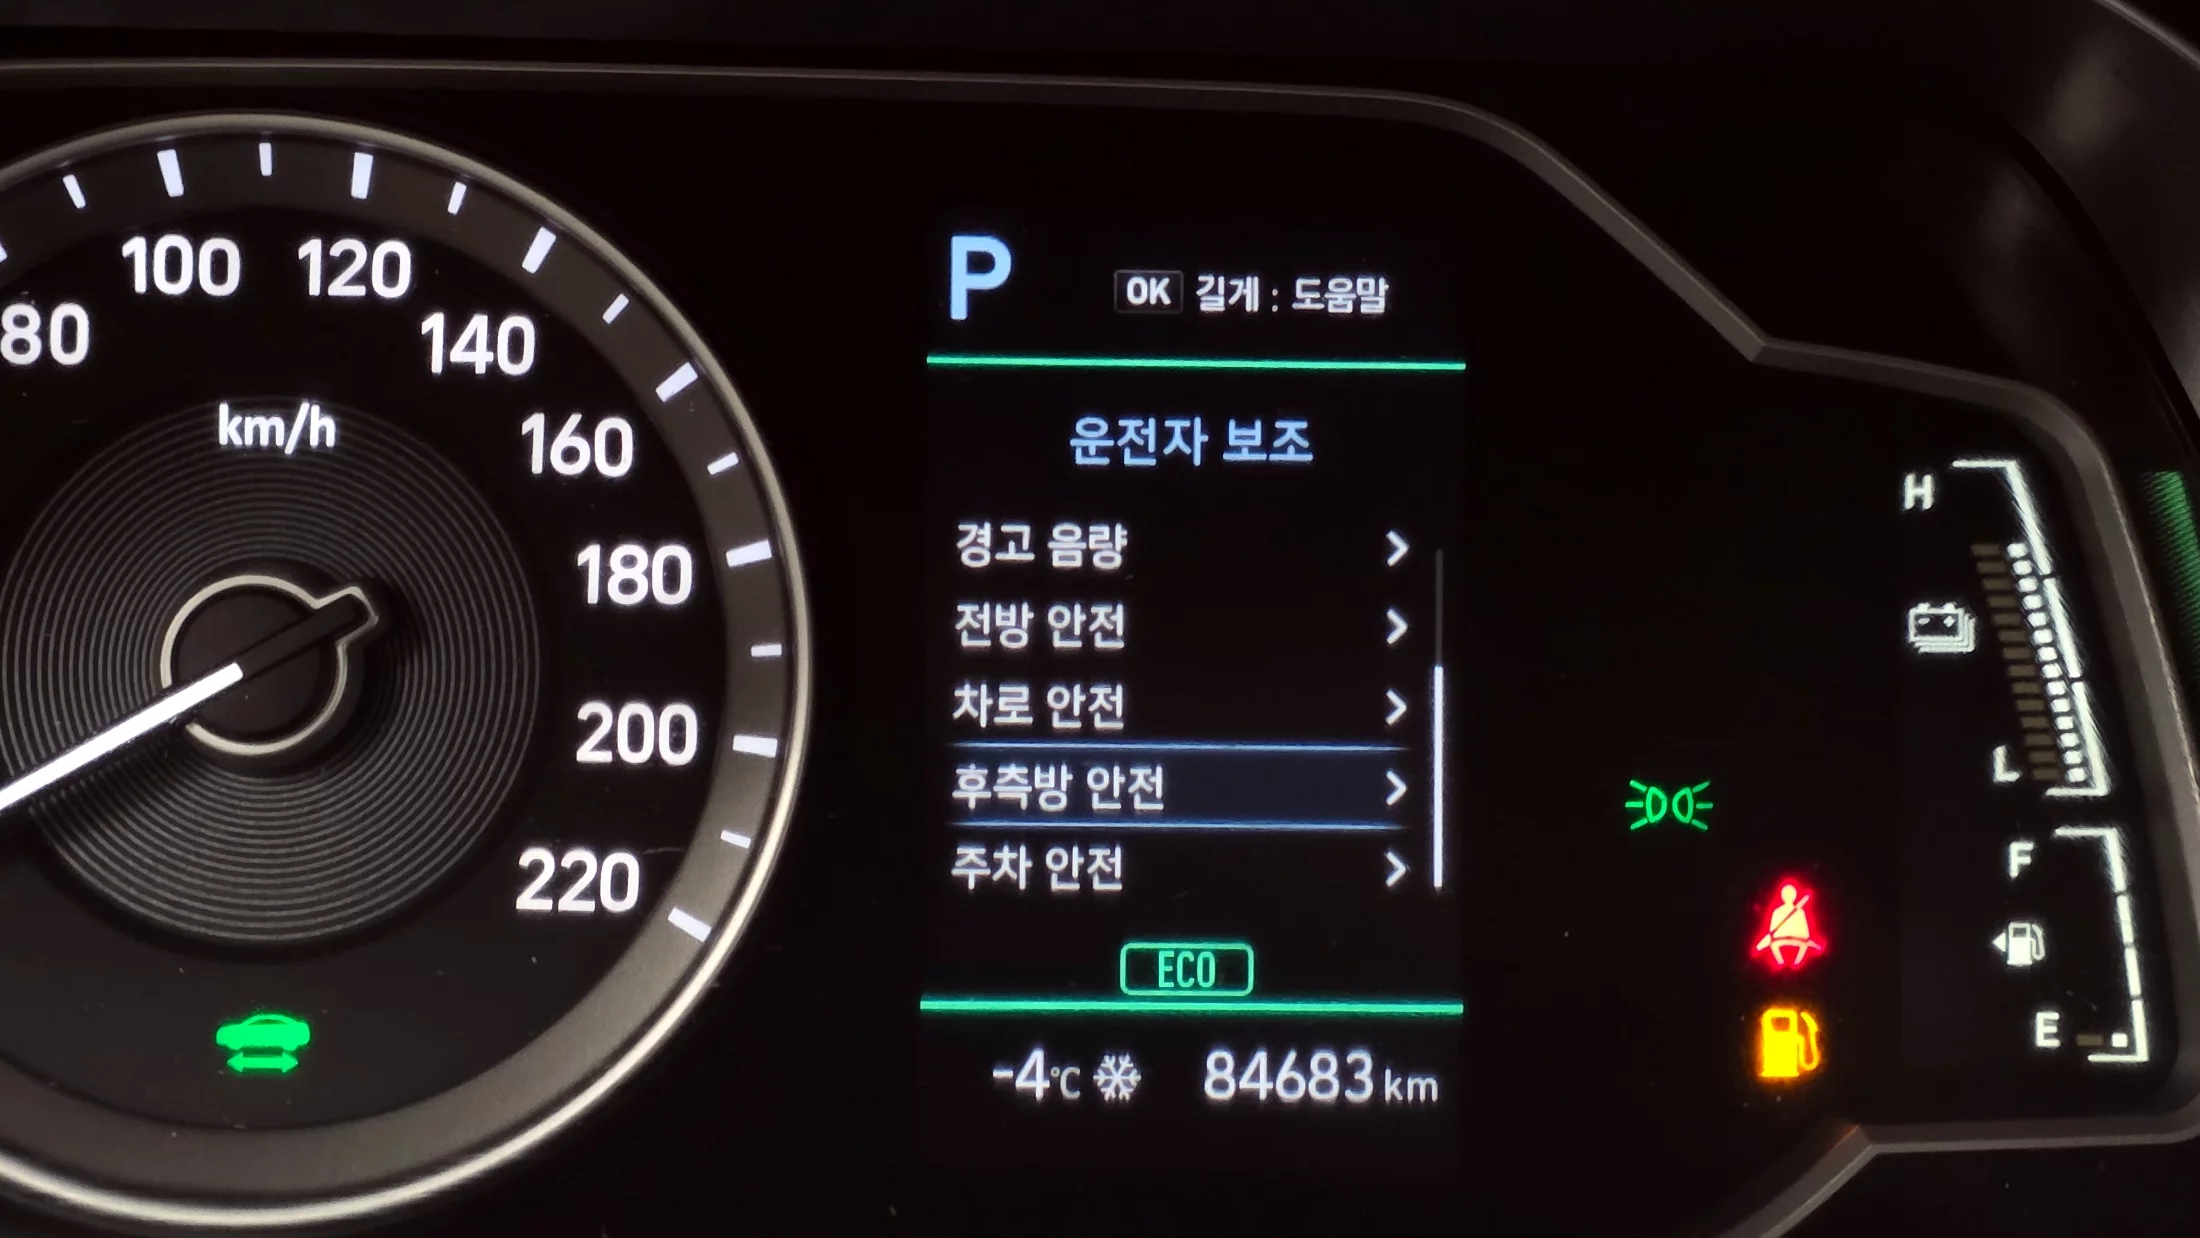 80
100
120
140
160
180
200
220
km/h
P
OK 길게 : 도움말
운전자 보조
경고 음량
전방 안전
차로 안전
후측방 안전
주차 안전
ECO
-4°C
84683 km
H
L
F
E